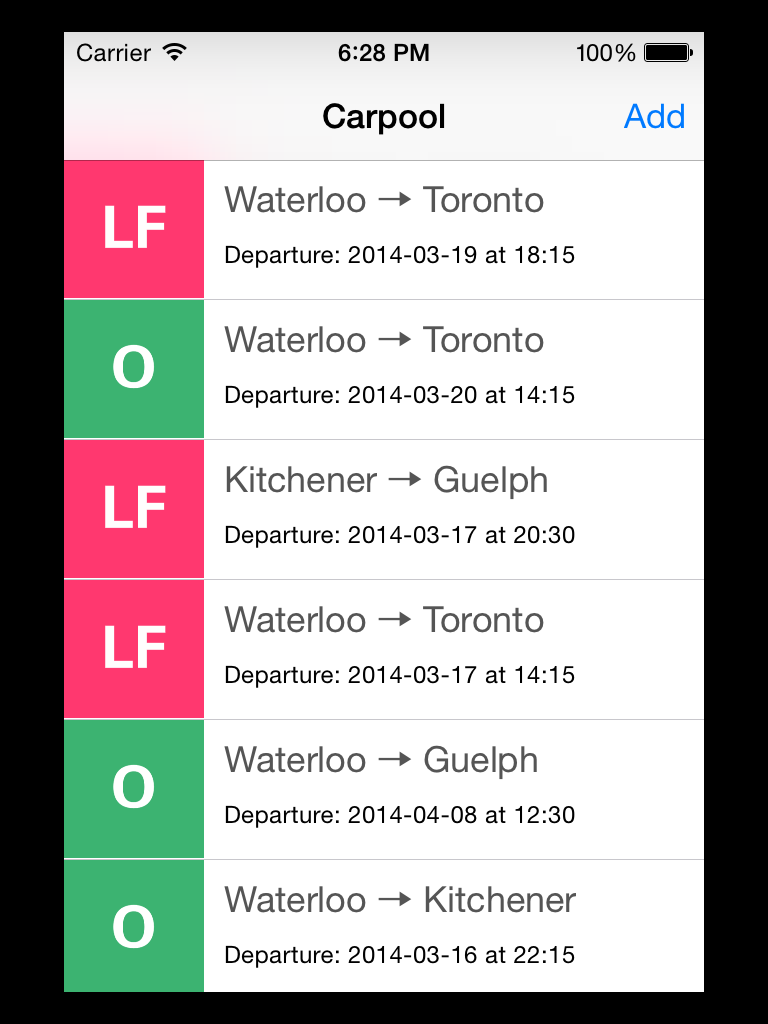 Carrier 6:28 PM 100%
Carpool Add
LF
Waterloo → Toronto
Departure: 2014-03-19 at 18:15
O
Waterloo → Toronto
Departure: 2014-03-20 at 14:15
LF
Kitchener → Guelph
Departure: 2014-03-17 at 20:30
LF
Waterloo → Toronto
Departure: 2014-03-17 at 14:15
O
Waterloo → Guelph
Departure: 2014-04-08 at 12:30
O
Waterloo → Kitchener
Departure: 2014-03-16 at 22:15